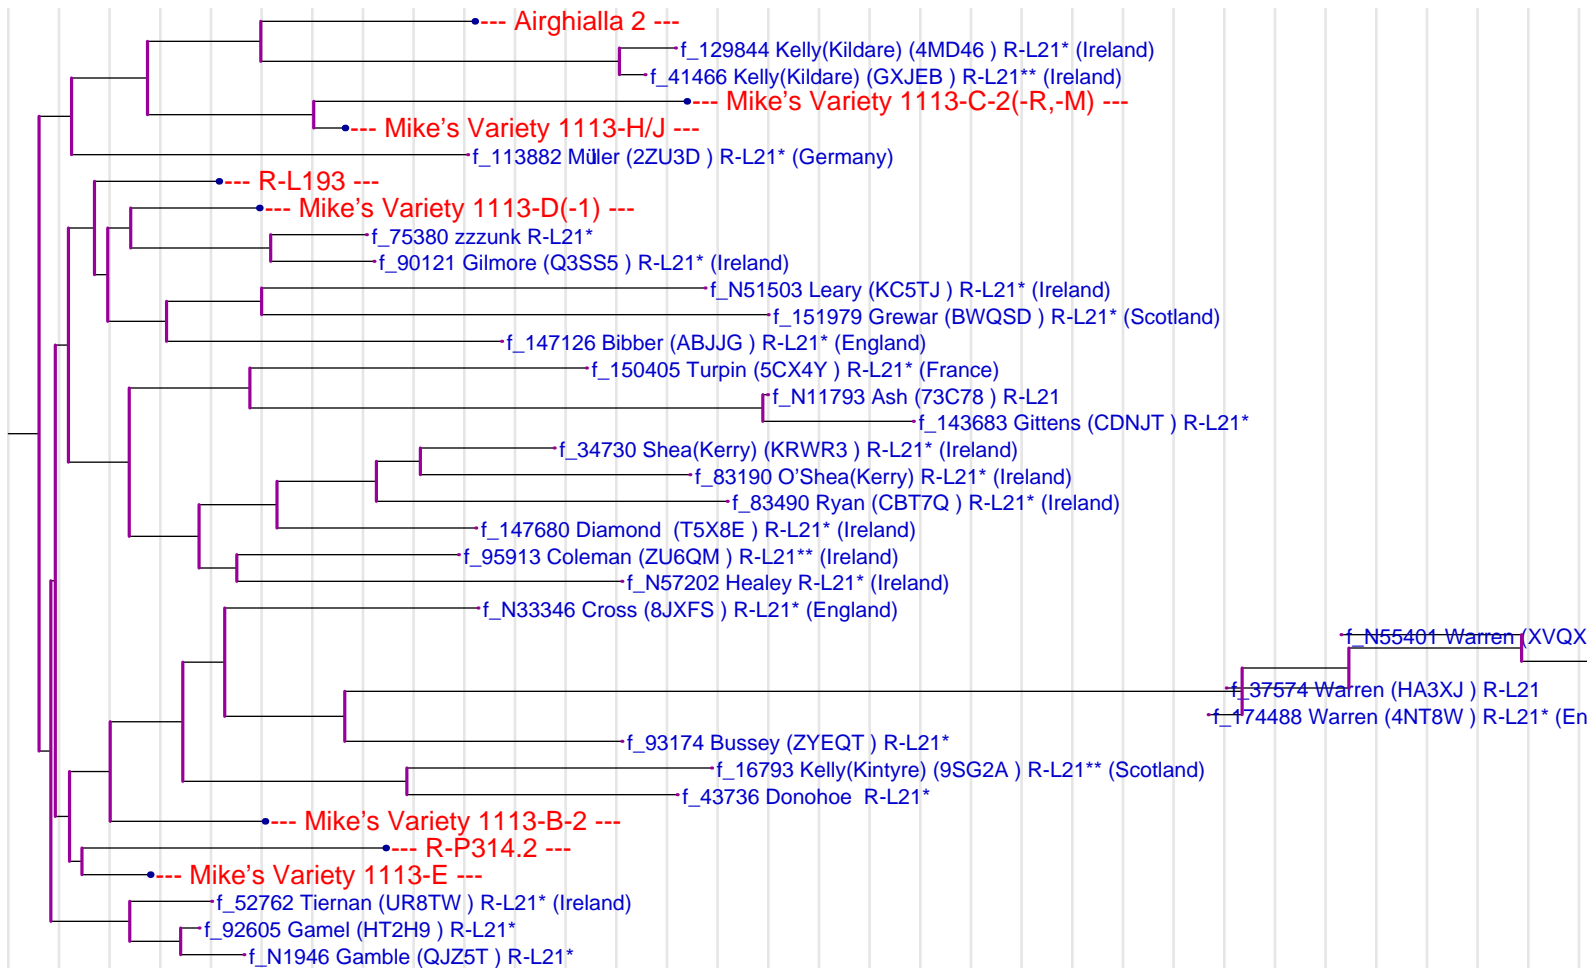 --- Airghialla 2 ---
f_129844 Kelly(Kildare) (4MD46 ) R-L21* (Ireland)
f_41466 Kelly(Kildare) (GXJEB ) R-L21** (Ireland)
--- Mike's Variety 1113-C-2(-R,-M) ---
--- Mike's Variety 1113-H/J ---
f_113882 Müller (2ZU3D ) R-L21* (Germany)
--- R-L193 ---
--- Mike's Variety 1113-D(-1) ---
f_75380 zzzunk R-L21*
f_90121 Gilmore (Q3SS5 ) R-L21* (Ireland)
f_N51503 Leary (KC5TJ ) R-L21* (Ireland)
f_151979 Grewar (BWQSD ) R-L21* (Scotland)
f_147126 Bibber (ABJJG ) R-L21* (England)
f_150405 Turpin (5CX4Y ) R-L21* (France)
f_N11793 Ash (73C78 ) R-L21
f_143683 Gittens (CDNJT ) R-L21*
f_34730 Shea(Kerry) (KRWR3 ) R-L21* (Ireland)
f_83190 O'Shea(Kerry) R-L21* (Ireland)
f_83490 Ryan (CBT7Q ) R-L21* (Ireland)
f_147680 Diamond  (T5X8E ) R-L21* (Ireland)
f_95913 Coleman (ZU6QM ) R-L21** (Ireland)
f_N57202 Healey R-L21* (Ireland)
f_N33346 Cross (8JXFS ) R-L21* (England)
f_N55401 Warren (XVQX
f_37574 Warren (HA3XJ ) R-L21
f_174488 Warren (4NT8W ) R-L21* (En
f_93174 Bussey (ZYEQT ) R-L21*
f_16793 Kelly(Kintyre) (9SG2A ) R-L21** (Scotland)
f_43736 Donohoe  R-L21*
--- Mike's Variety 1113-B-2 ---
--- R-P314.2 ---
--- Mike's Variety 1113-E ---
f_52762 Tiernan (UR8TW ) R-L21* (Ireland)
f_92605 Gamel (HT2H9 ) R-L21*
f_N1946 Gamble (QJZ5T ) R-L21*